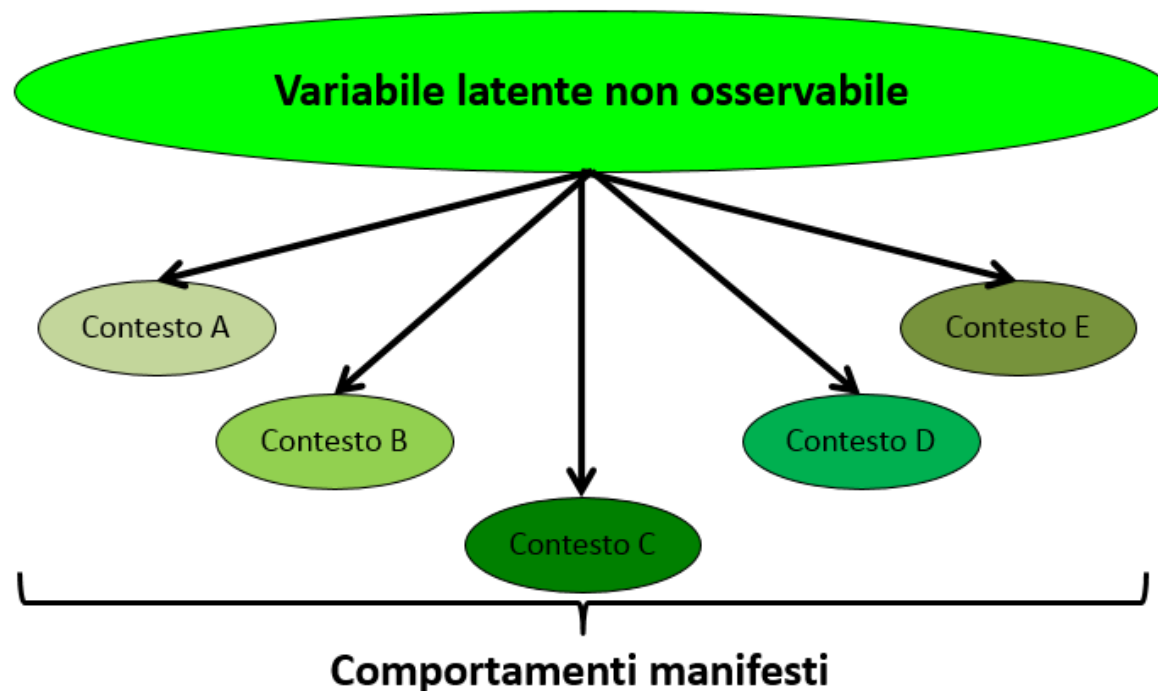 Variabile latente non osservabile
Contesto A
Contesto E
Contesto B
Contesto D
Contesto C
Comportamenti manifesti